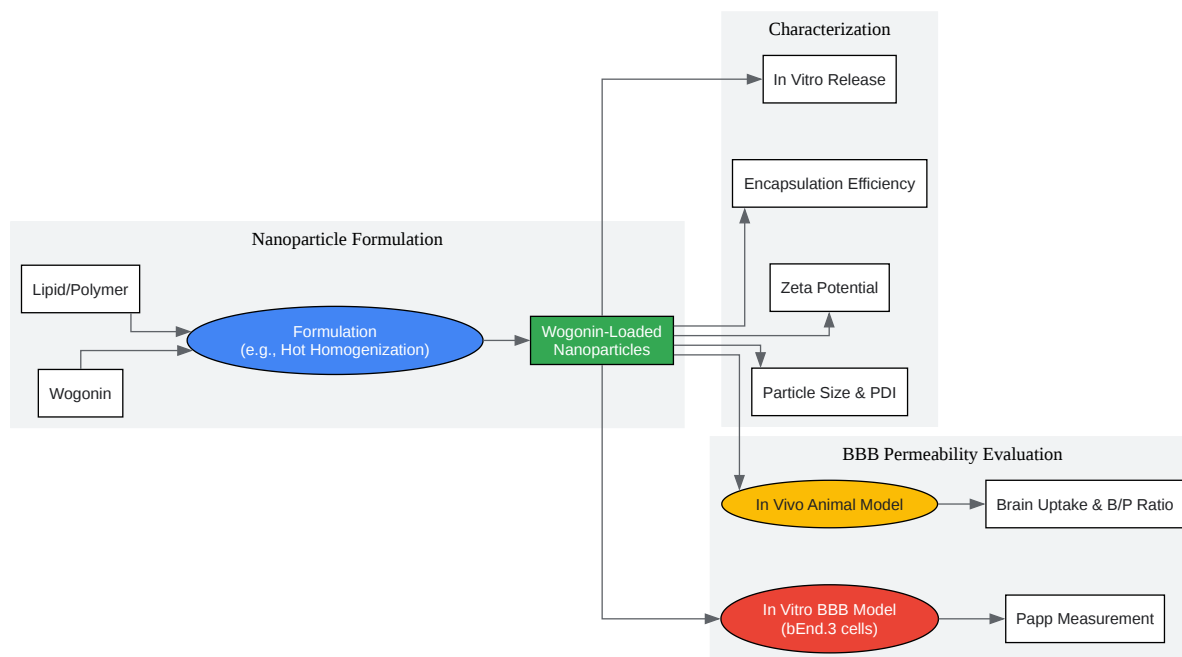 Characterization
In Vitro Release
Encapsulation Efficiency
Nanoparticle Formulation
Lipid/Polymer
Zeta Potential
Formulation
(e.g., Hot Homogenization)
Wogonin-Loaded
Nanoparticles
Wogonin
Particle Size & PDI
BBB Permeability Evaluation
In Vivo Animal Model
Brain Uptake & B/P Ratio
In Vitro BBB Model
(bEnd.3 cells)
Papp Measurement